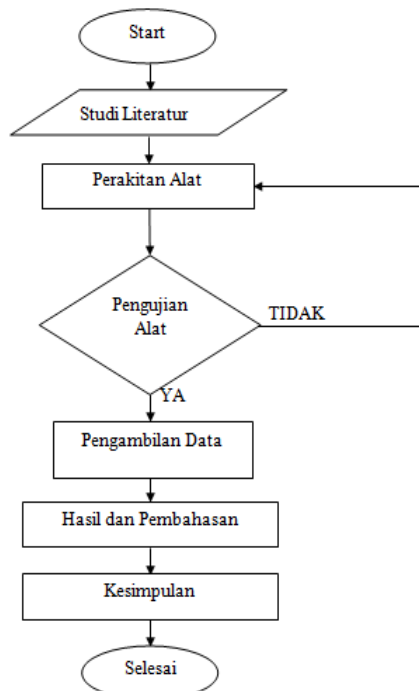 Start
Studi Literatur
Perakitan Alat
Pengujian
Alat
TIDAK
YA
Pengambilan Data
Hasil dan Pembahasan
Kesimpulan
Selesai